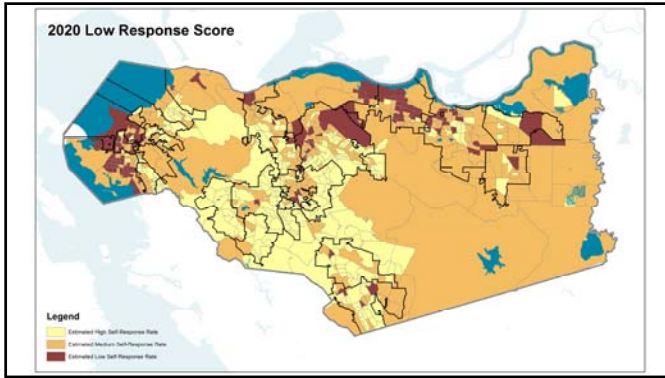 2020 Low Response Score
Legend
Estimated High Self-Response Rate
Estimated Medium Self-Response Rate
Estimated Low Self-Response Rate